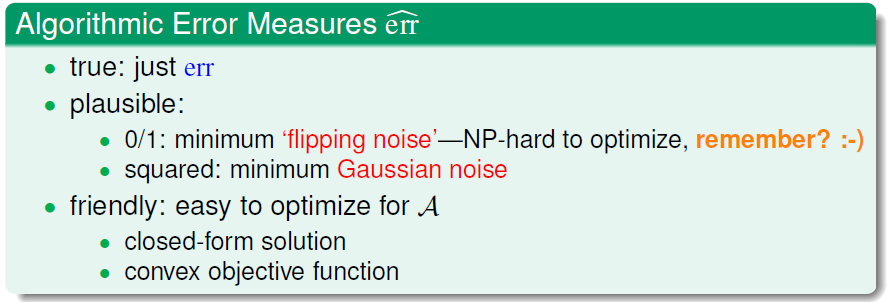 Algorithmic Error Measures $\widehat{\text{err}}$
• true: just err
• plausible:
• 0/1: minimum ‘flipping noise’—NP-hard to optimize, remember? :-)
• squared: minimum Gaussian noise
• friendly: easy to optimize for $\mathcal{A}$
• closed-form solution
• convex objective function